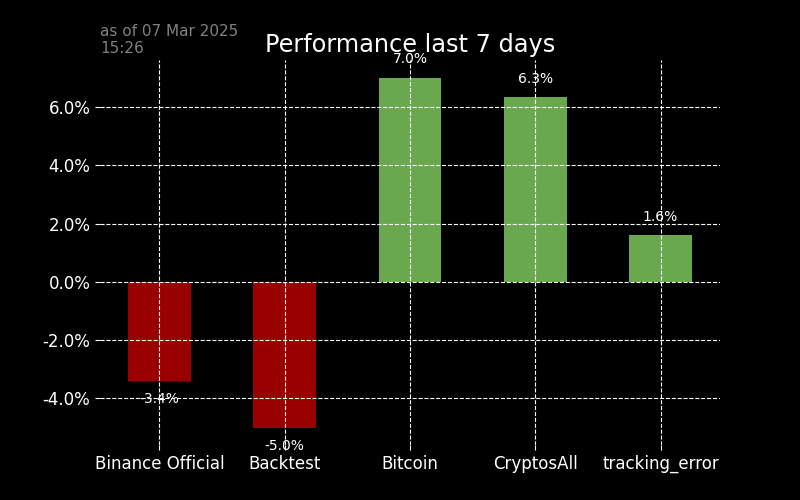 as of 07 Mar 2025
15:26
Performance last 7 days
7.0%
6.3%
1.6%
-3.4%
-5.0%
6.0%
4.0%
2.0%
0.0%
-2.0%
-4.0%
Binance Official
Backtest
Bitcoin
CryptosAll
tracking_error